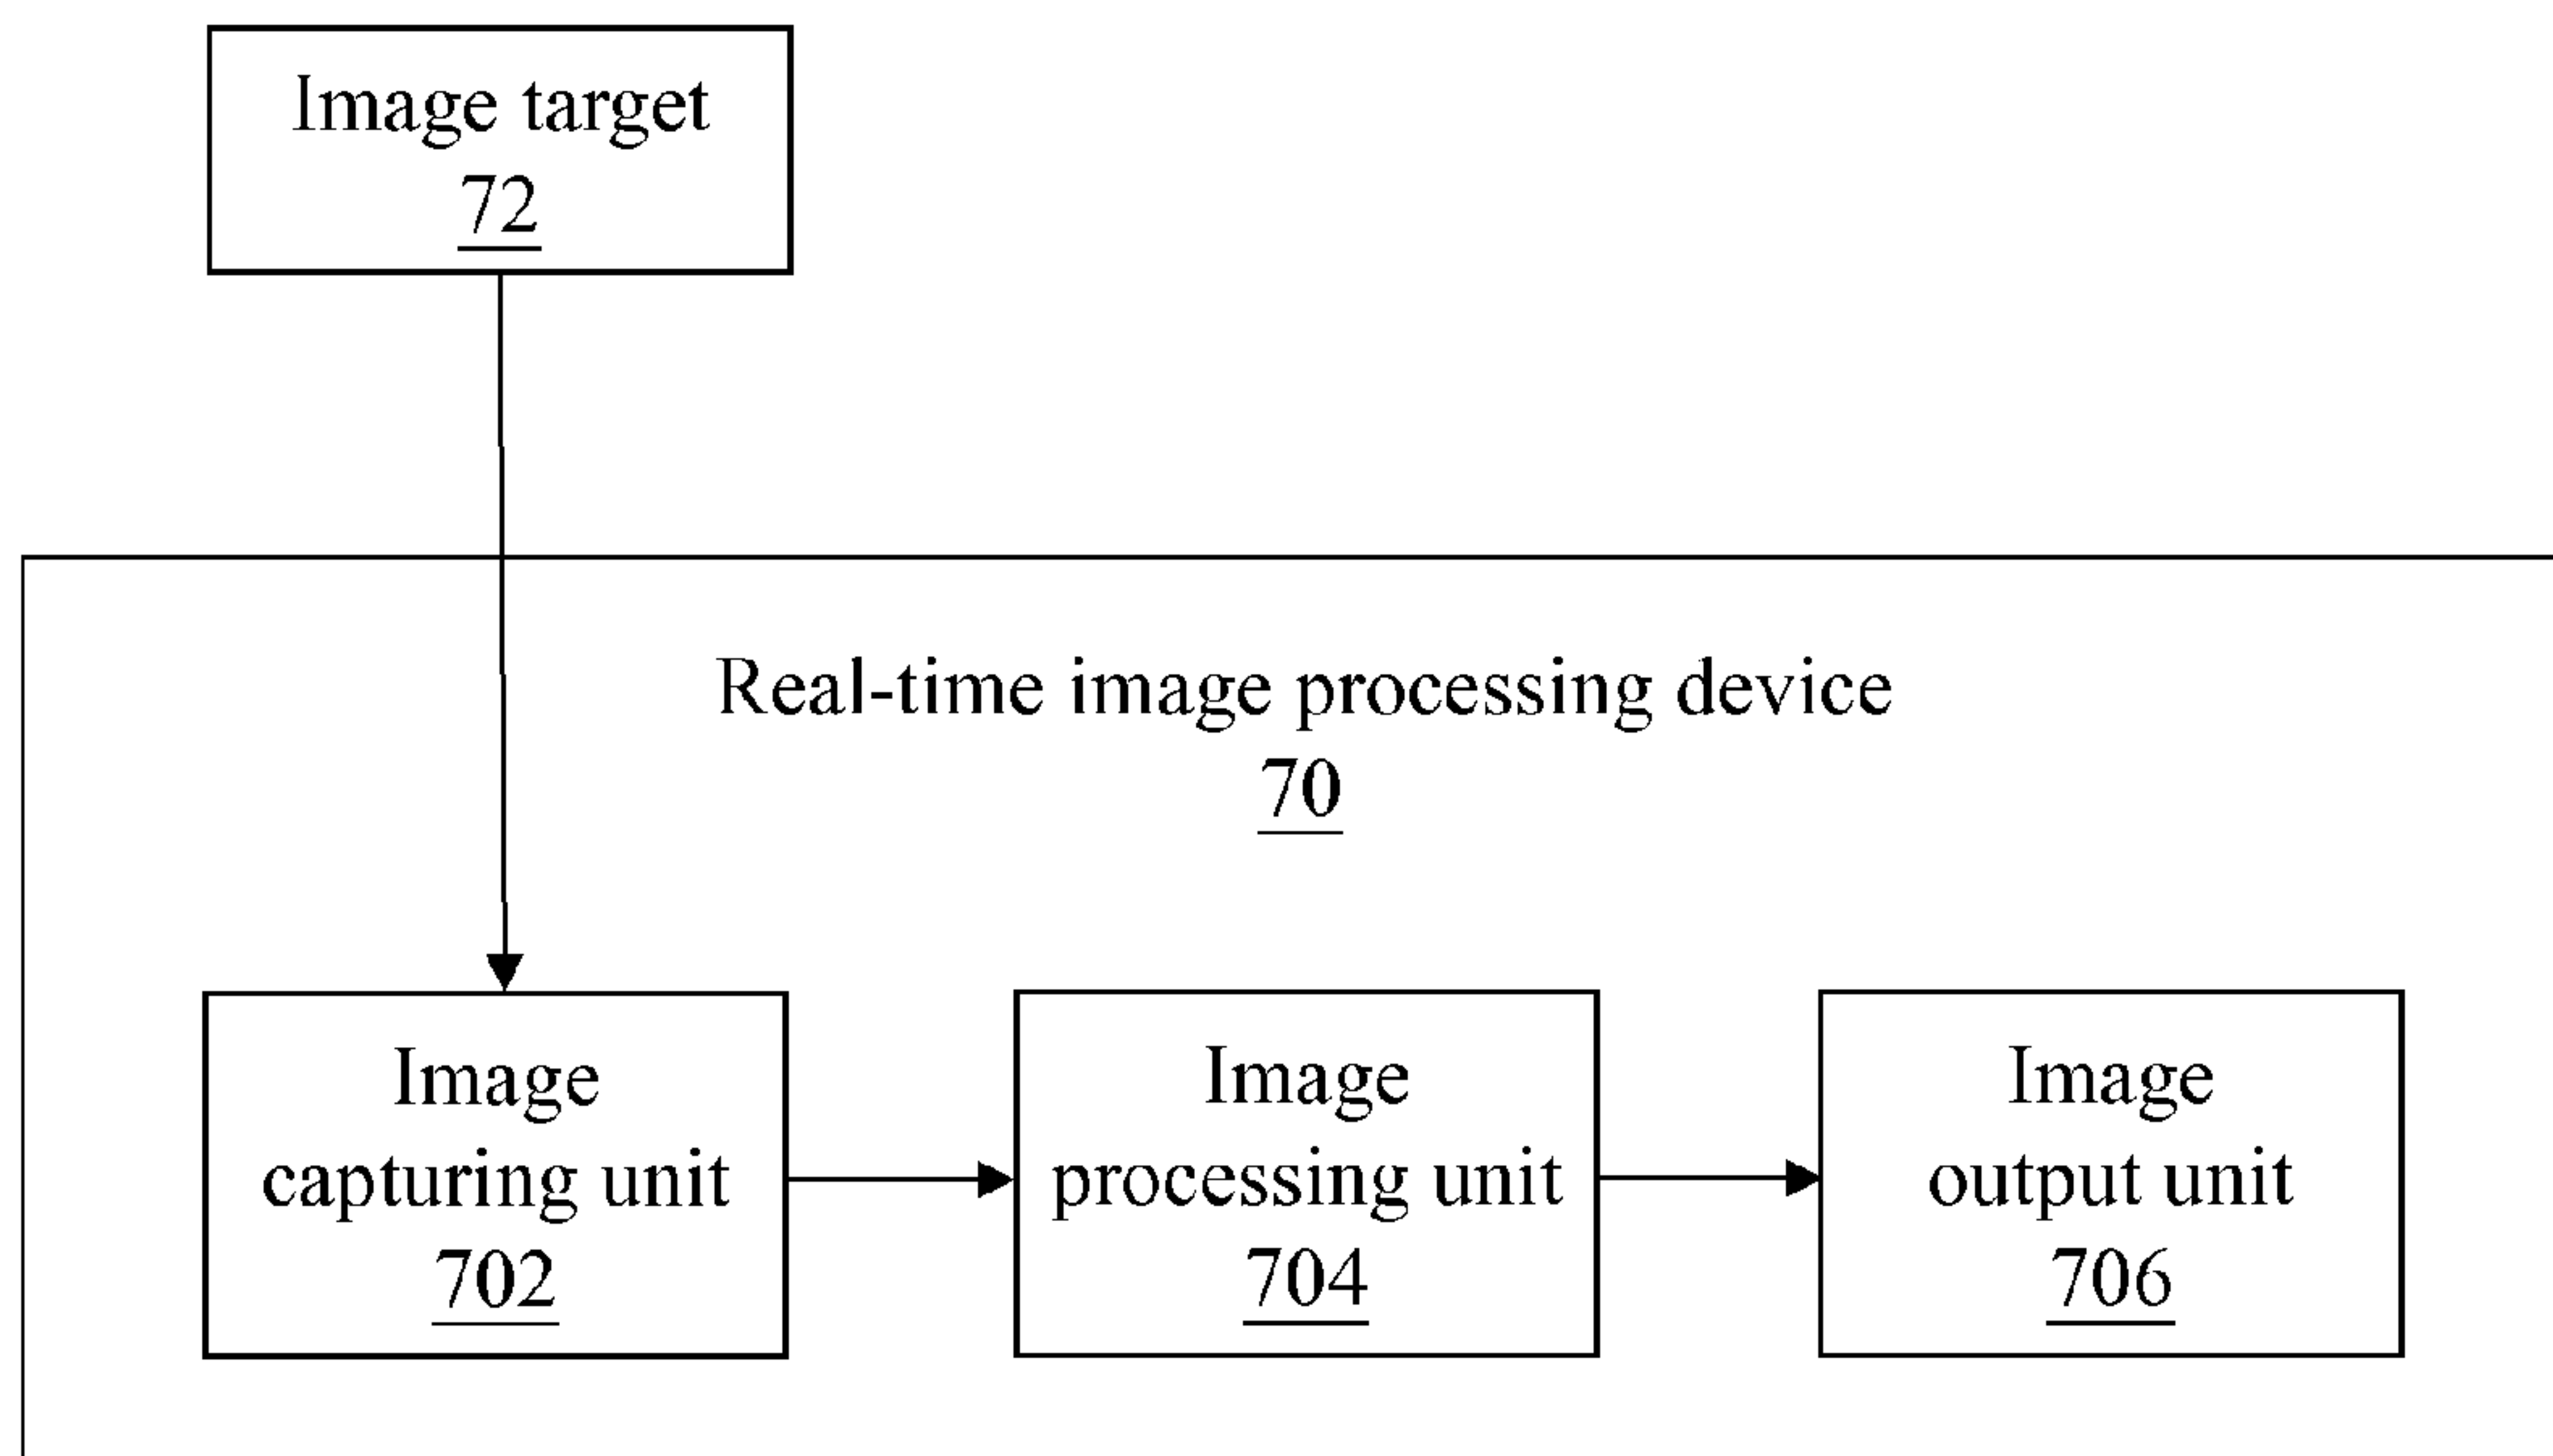 Image target
72
Real-time image processing device
70
Image
capturing unit
702
Image
processing unit
704
Image
output unit
706